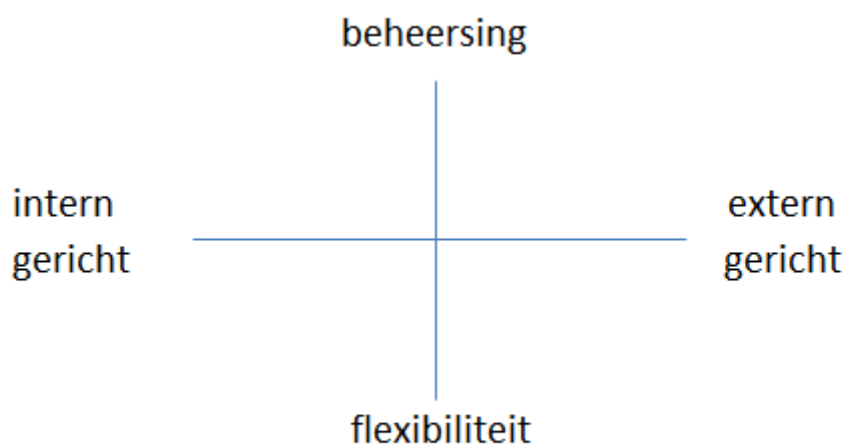 beheersing
intern
gericht
extern
gericht
flexibiliteit